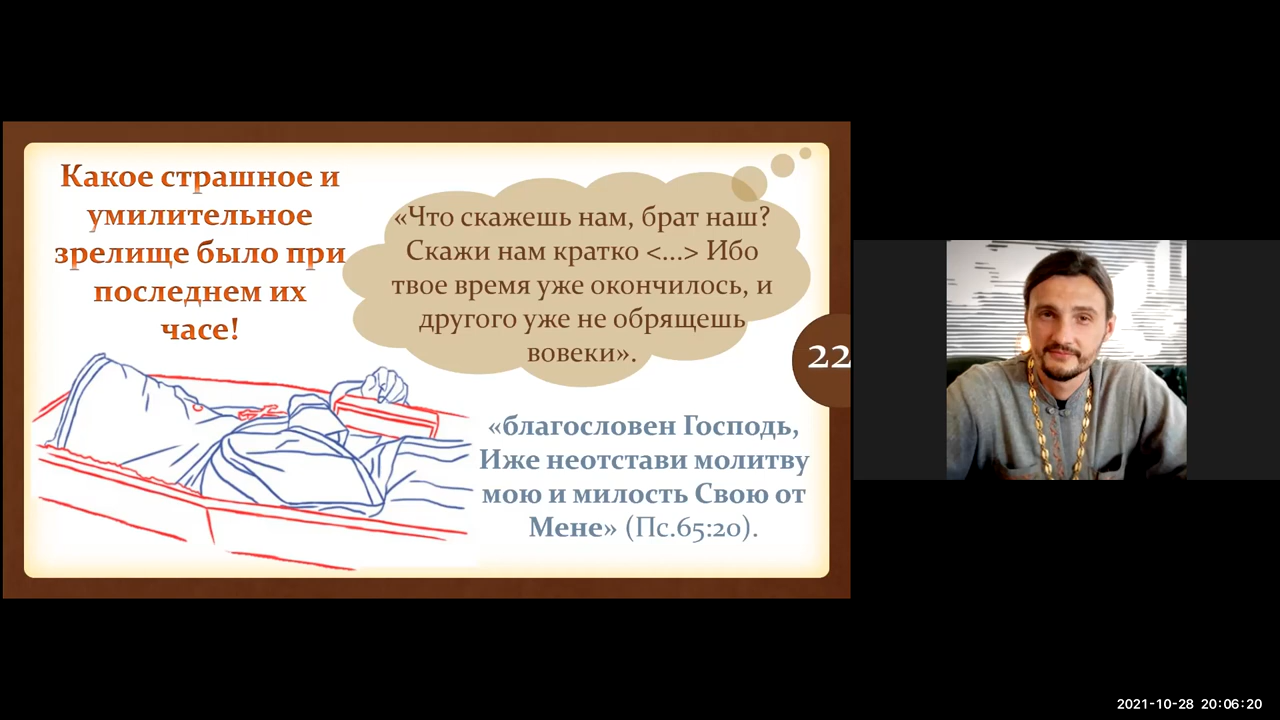 Какое страшное и
умилительное
зрелище было при
последнем их
часе!
«Что скажешь нам, брат наш?
Скажи нам кратко <...> Ибо
твое время уже окончилось, и
другого уже не обрящешь
вовеки».
22
«благословен Господь,
Иже неотстави молитву
мою и милость Свою от
Мене» (Пс.65:20).
2021-10-28 20:06:20